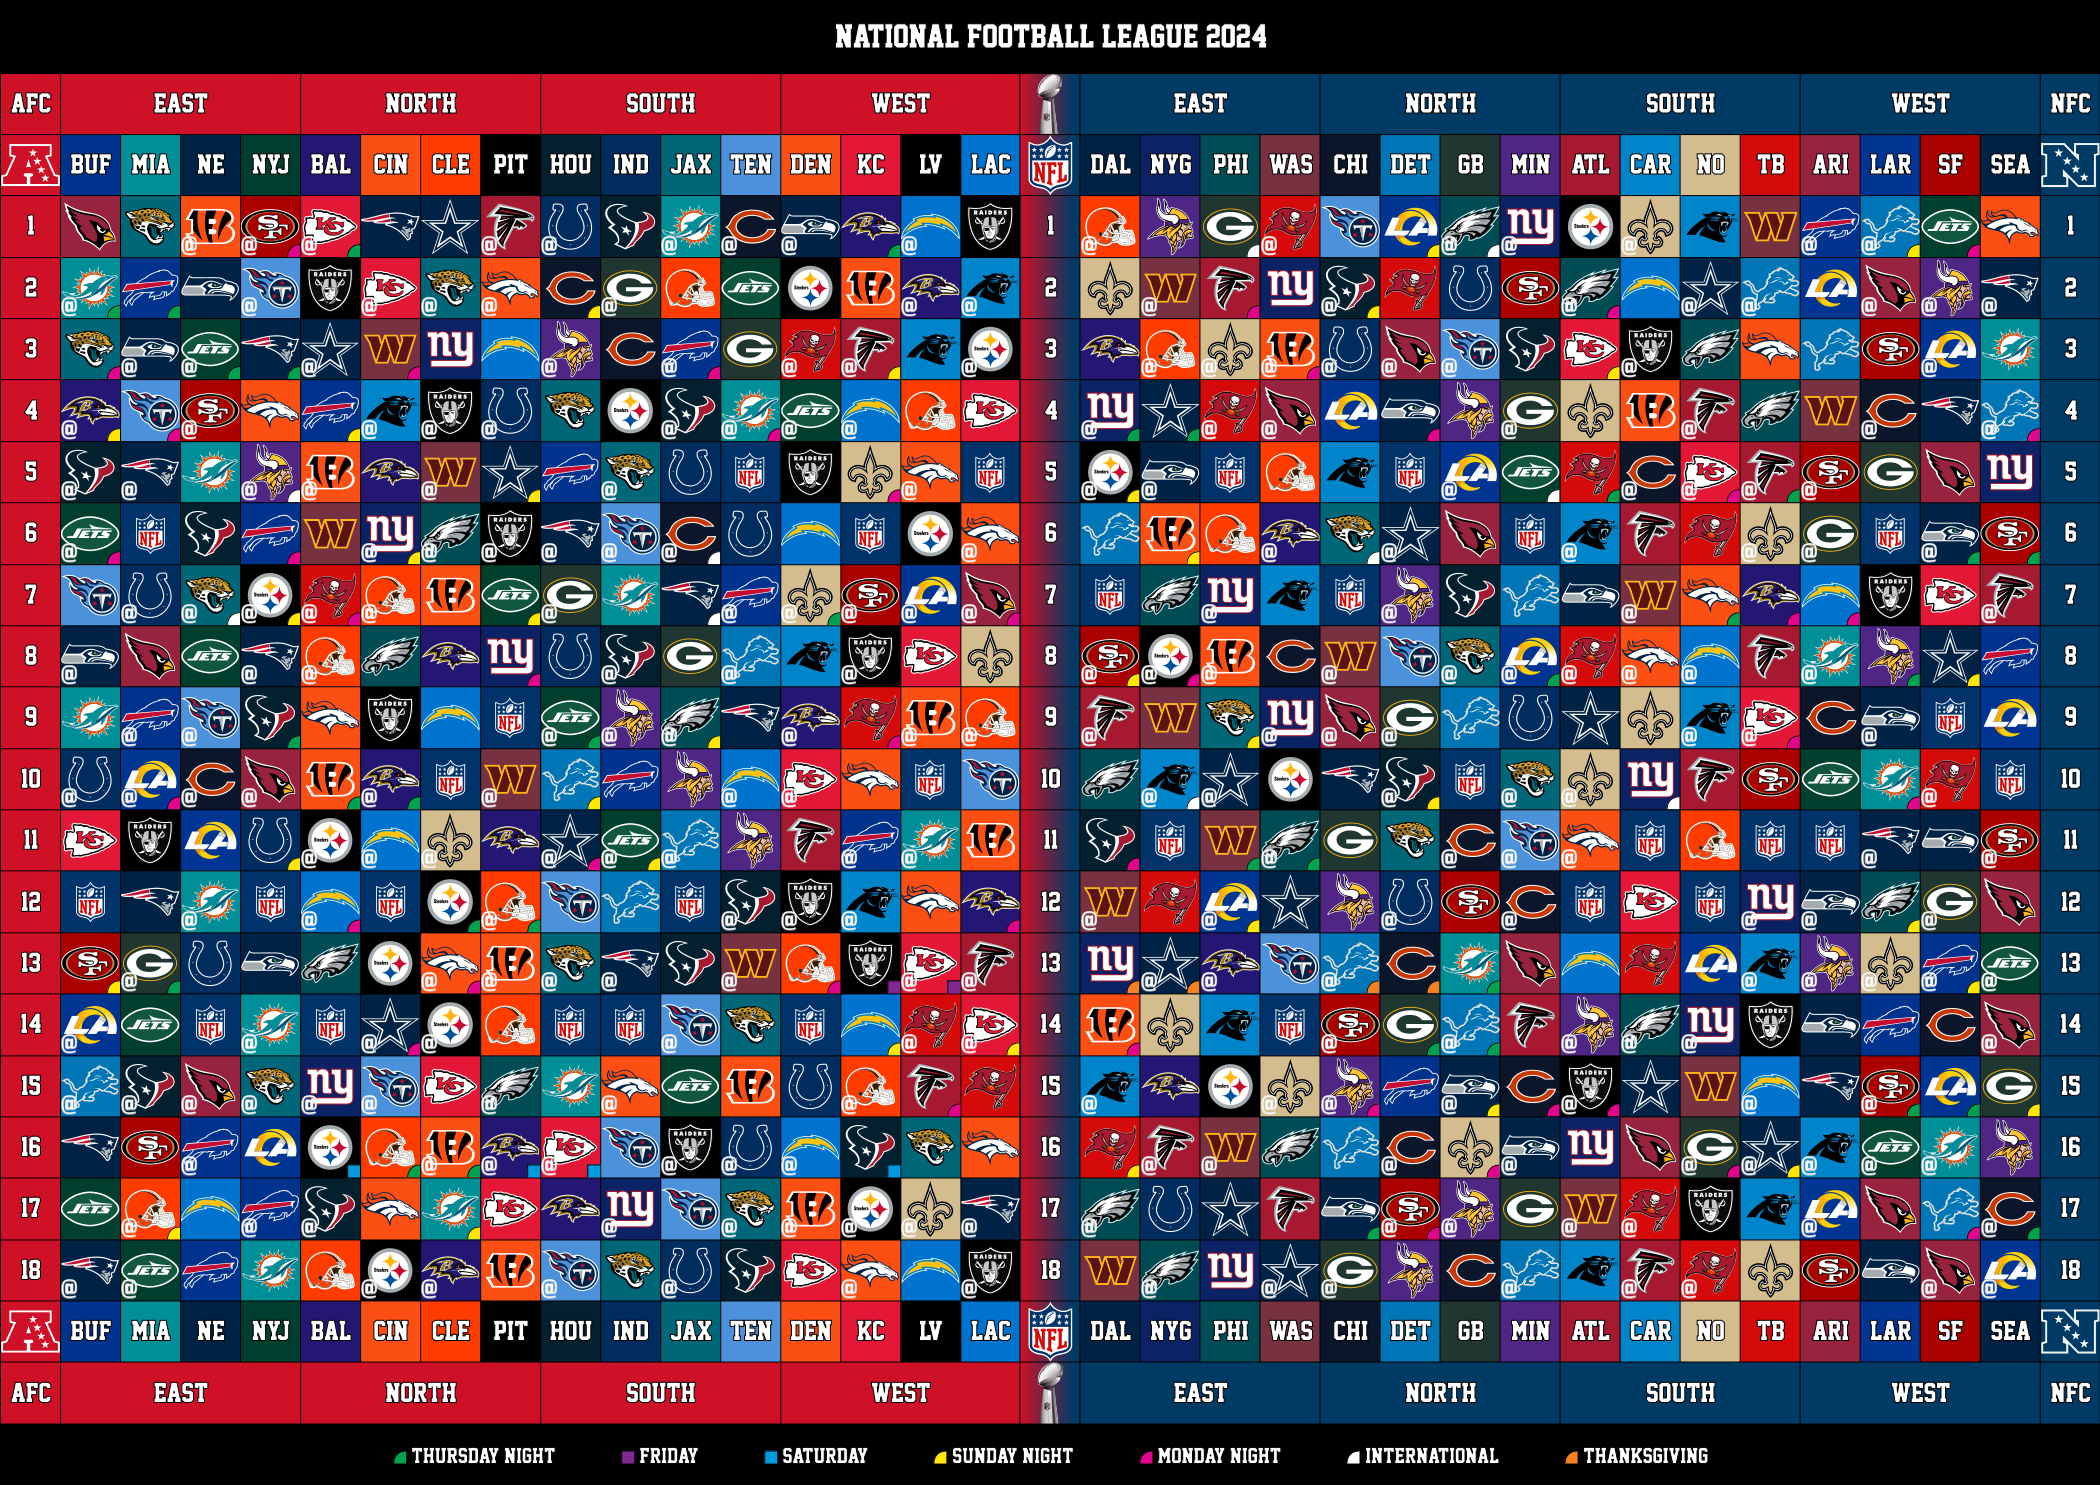 NATIONAL FOOTBALL LEAGUE 2024
AFC EAST NORTH SOUTH WEST EAST NORTH SOUTH WEST NFC
BUF MIA NE NYJ BAL CIN CLE PIT HOU IND JAX TEN DEN KC LV LAC NFL DAL NYG PHI WAS CHI DET GB MIN ATL CAR NO TB ARI LAR SF SEA
1 1 1
2 2 2
3 3 3
4 4 4
5 5 5
6 6 6
7 7 7
8 8 8
9 9 9
10 10 10
11 11 11
12 12 12
13 13 13
14 14 14
15 15 15
16 16 16
17 17 17
18 18 18
BUF MIA NE NYJ BAL CIN CLE PIT HOU IND JAX TEN DEN KC LV LAC NFL DAL NYG PHI WAS CHI DET GB MIN ATL CAR NO TB ARI LAR SF SEA
AFC EAST NORTH SOUTH WEST EAST NORTH SOUTH WEST NFC
THURSDAY NIGHT FRIDAY SATURDAY SUNDAY NIGHT MONDAY NIGHT INTERNATIONAL THANKSGIVING